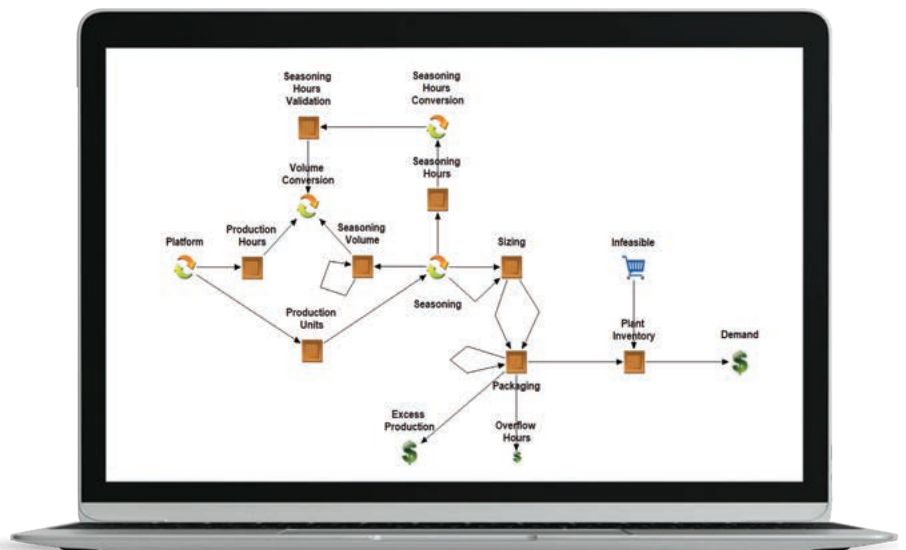 Seasoning
Hours
Validation
Seasoning
Hours
Conversion
Volume
Conversion
Seasoning
Hours
Platform
Production
Hours
Seasoning
Volume
Sizing
Infeasible
Seasoning
Production
Units
Plant
Inventory
Demand
Packaging
Excess
Production
Overflow
Hours